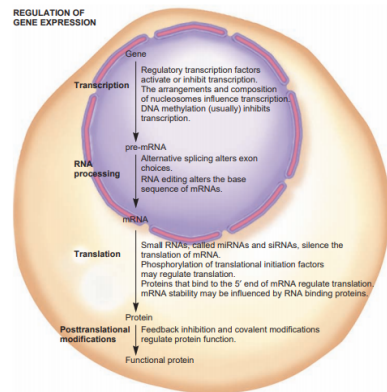 REGULATION OF
GENE EXPRESSION
Gene
Transcription
Regulatory transcription factors
activate or inhibit transcription.
The arrangements and composition
of nucleosomes influence transcription.
DNA methylation (usually) inhibits
transcription.
pre-mRNA
RNA
processing
Alternative splicing alters exon
choices.
RNA editing alters the base
sequence of mRNAs.
mRNA
Translation
Small RNAs, called miRNAs and siRNAs, silence the
translation of mRNA.
Phosphorylation of translational initiation factors
may regulate translation.
Proteins that bind to the 5′ end of mRNA regulate translation.
mRNA stability may be influenced by RNA binding proteins.
Protein
Posttranslational
modifications
Feedback inhibition and covalent modifications
regulate protein function.
Functional protein